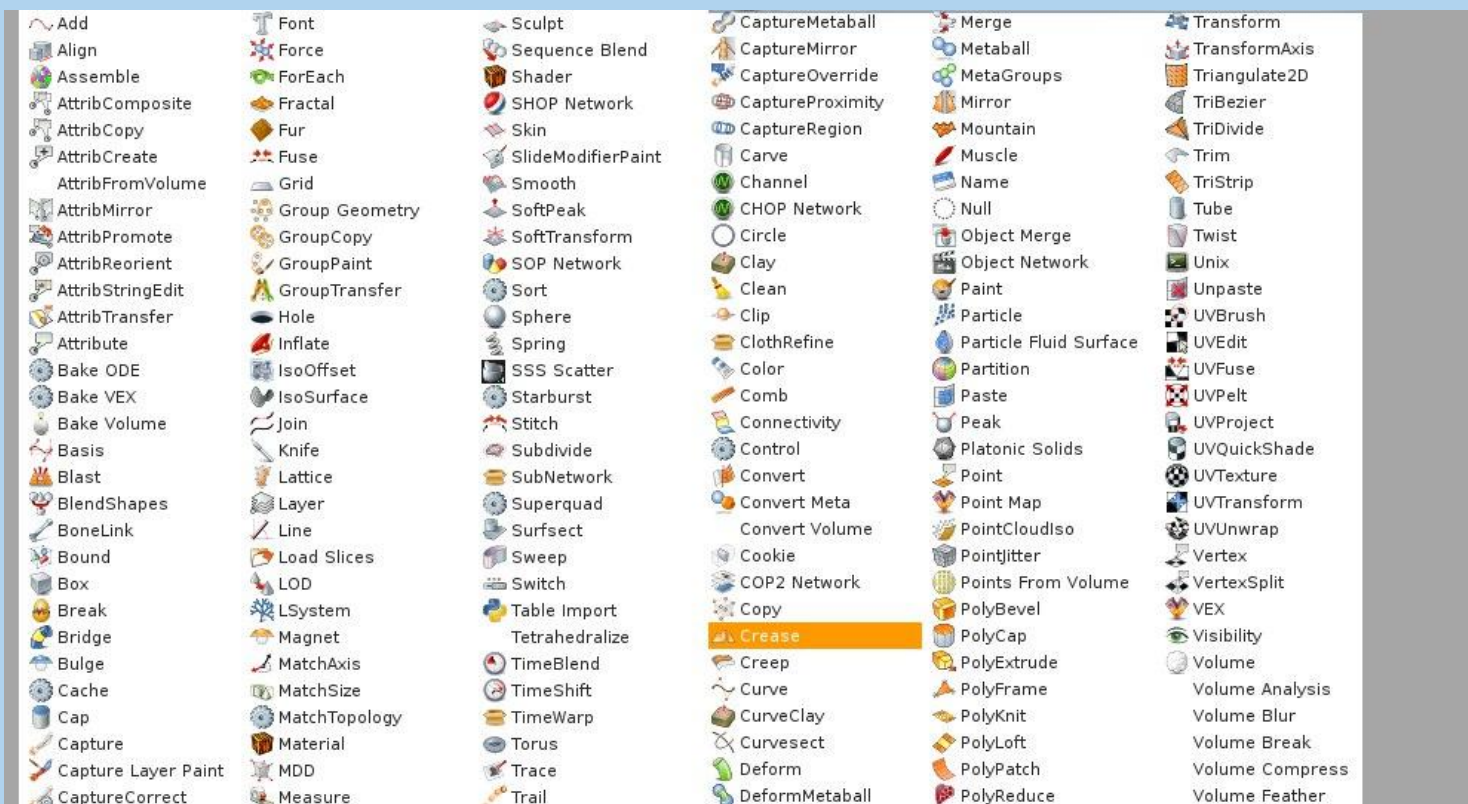 Add
Align
Assemble
AttribComposite
AttribCopy
AttribCreate
AttribFromVolume
AttribMirror
AttribPromote
AttribReorient
AttribStringEdit
AttribTransfer
Attribute
Bake ODE
Bake VEX
Bake Volume
Basis
Blast
BlendShapes
BoneLink
Bound
Box
Break
Bridge
Bulge
Cache
Cap
Capture
Capture Layer Paint
CaptureCorrect
Font
Force
ForEach
Fractal
Fur
Fuse
Grid
Group Geometry
GroupCopy
GroupPaint
GroupTransfer
Hole
Inflate
IsoOffset
IsoSurface
Join
Knife
Lattice
Layer
Line
Load Slices
LOD
LSystem
Magnet
MatchAxis
MatchSize
MatchTopology
Material
MDD
Measure
Sculpt
Sequence Blend
Shader
SHOP Network
Skin
SlideModifierPaint
Smooth
SoftPeak
SoftTransform
SOP Network
Sort
Sphere
Spring
SSS Scatter
Starburst
Stitch
Subdivide
SubNetwork
Superquad
Surfsect
Sweep
Switch
Table Import
Tetrahedralize
TimeBlend
TimeShift
TimeWarp
Torus
Trace
Trail
CaptureMetaball
CaptureMirror
CaptureOverride
CaptureProximity
CaptureRegion
Carve
Channel
CHOP Network
Circle
Clay
Clean
Clip
ClothRefine
Color
Comb
Connectivity
Control
Convert
Convert Meta
Convert Volume
Cookie
COP2 Network
Copy
Crease
Creep
Curve
CurveClay
Curvesect
Deform
DeformMetaball
Merge
Metaball
MetaGroups
Mirror
Mountain
Muscle
Name
Null
Object Merge
Object Network
Paint
Particle
Particle Fluid Surface
Partition
Paste
Peak
Platonic Solids
Point
Point Map
PointCloudIso
PointJitter
Points From Volume
PolyBevel
PolyCap
PolyExtrude
PolyFrame
PolyKnit
PolyLoft
PolyPatch
PolyReduce
Transform
TransformAxis
Triangulate2D
TriBezier
TriDivide
Trim
TriStrip
Tube
Twist
Unix
Unpaste
UVBrush
UVEdit
UVFuse
UVPelt
UVProject
UVQuickShade
UVTexture
UVTransform
UVUnwrap
Vertex
VertexSplit
VEX
Visibility
Volume
Volume Analysis
Volume Blur
Volume Break
Volume Compress
Volume Feather